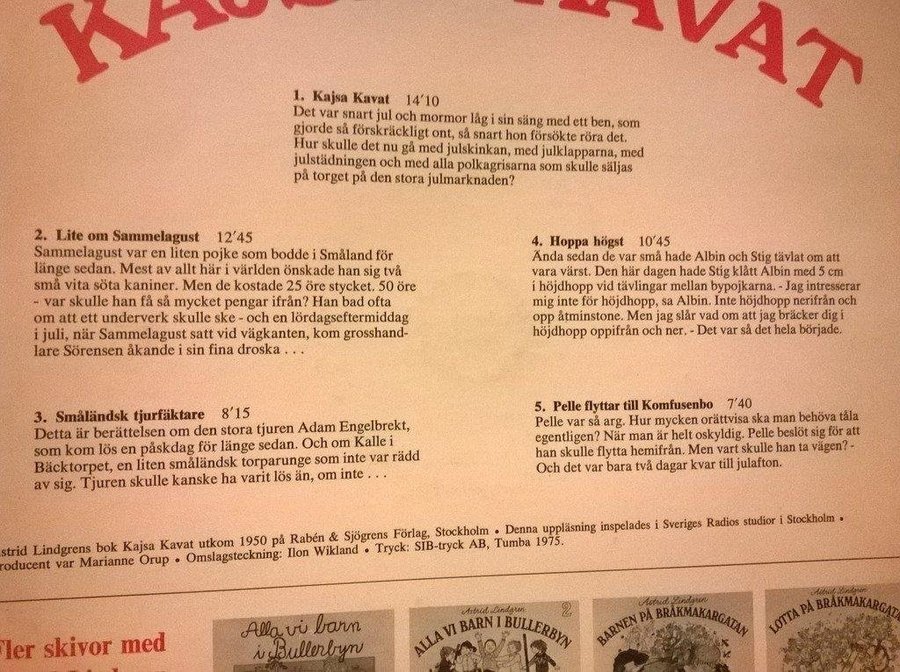 KAJSA KAVAT
1. Kajsa Kavat 14'10
Det var snart jul och mormor låg i sin säng med ett ben, som
gjorde så förskräckligt ont, så snart hon försökte röra det.
Hur skulle det nu gå med julskinkan, med julklapparna, med
julstädningen och med alla polkagrisarna som skulle säljas
på torget på den stora julmarknaden?
2. Lite om Sammelagust 12'45
Sammelagust var en liten pojke som bodde i Småland för
länge sedan. Mest av allt här i världen önskade han sig två
små vita söta kaniner. Men de kostade 25 öre stycket. 50 öre
- var skulle han få så mycket pengar ifrån? Han bad ofta
om att ett underverk skulle ske - och en lördagseftermiddag
i juli, när Sammelagust satt vid vägkanten, kom grosshand-
lare Sörensen åkande i sin fina droska . . .
3. Småländsk tjurfäktare 8'15
Detta är berättelsen om den stora tjuren Adam Engelbrekt,
som kom lös en påskdag för länge sedan. Och om Kalle i
Bäcktorpet, en liten småländsk torparunge som inte var rädd
av sig. Tjuren skulle kanske ha varit lös än, om inte . . .
4. Hoppa högst 10'45
Ända sedan de var små hade Albin och Stig tävlat om att
vara värst. Den här dagen hade Stig klått Albin med 5 cm
i höjdhopp vid tävlingar mellan bypojkarna. - Jag intresserar
mig inte för höjdhopp, sa Albin. Inte höjdhopp nerifrån och
opp åtminstone. Men jag slår vad om att jag bräcker dig i
höjdhopp oppifrån och ner. - Det var så det hela började.
5. Pelle flyttar till Komfusenbo 7'40
Pelle var så arg. Hur mycken orättvisa ska man behöva tåla
egentligen? När man är helt oskyldig. Pelle beslöt sig för att
han skulle flytta hemifrån. Men vart skulle han ta vägen? -
Och det var bara två dagar kvar till julafton.
strid Lindgrens bok Kajsa Kavat utkom 1950 på Rabén & Sjögrens Förlag, Stockholm • Denna uppläsning inspelades i Sveriges Radios studior i Stockholm •
roducent var Marianne Orup • Omslagsteckning: Ilon Wikland • Tryck: SIB-tryck AB, Tumba 1975.
Fler skivor med
Alla vi barn
i Bullerbyn
Astrid Lindgren 2
ALLA VI BARN I BULLERBYN
Astrid Lindgren
BARNEN PÅ BRÅKMAKARGATAN
Astrid Lindgren
LOTTA PÅ BRÅKMAKARGATA